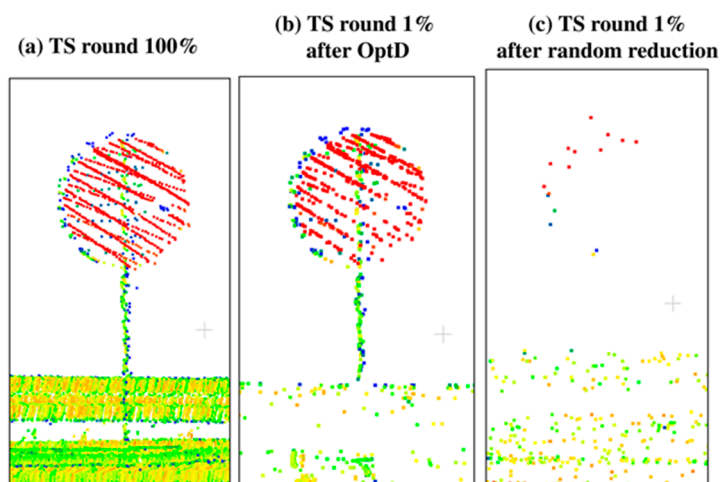 (a) TS round 100%
(b) TS round 1%
after OptD
(c) TS round 1%
after random reduction